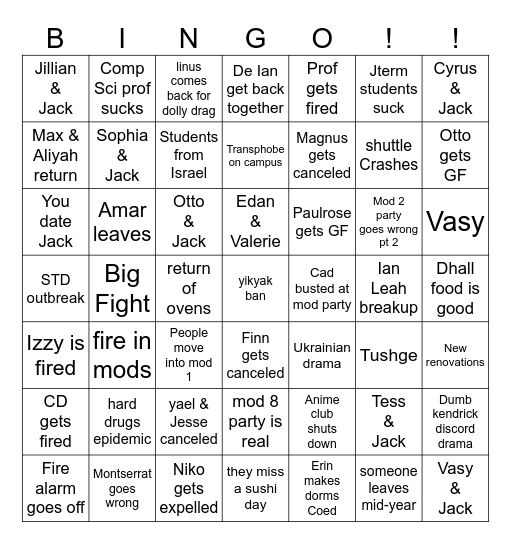 B I N G O ! !
Jillian
&
Jack
Comp
Sci prof
sucks
linus
comes
back for
dolly drag
De Ian
get back
together
Prof
gets
fired
Jterm
students
suck
Cyrus
&
Jack
Max &
Aliyah
return
Sophia
&
Jack
Students
from
Israel
Transphobe
on campus
Magnus
gets
canceled
shuttle
Crashes
Otto
gets
GF
You
date
Jack
Amar
leaves
Otto
&
Jack
Edan
&
Valerie
Paulrose
gets GF
Mod 2
party
goes wrong
pt 2
Vasy
STD
outbreak
Big
Fight
return
of
ovens
yikyak
ban
Cad
busted at
mod party
Ian
Leah
breakup
Dhall
food is
good
Izzy is
fired
fire in
mods
People
move
into mod
1
Finn
gets
canceled
Ukrainian
drama
Tushge
New
renovations
CD
gets
fired
hard
drugs
epidemic
yael &
Jesse
canceled
mod 8
party is
real
Anime
club
shuts
down
Tess
&
Jack
Dumb
kendrick
discord
drama
Fire
alarm
goes off
Montserrat
goes
wrong
Niko
gets
expelled
they miss
a sushi
day
Erin
makes
dorms
Coed
someone
leaves
mid-year
Vasy
&
Jack